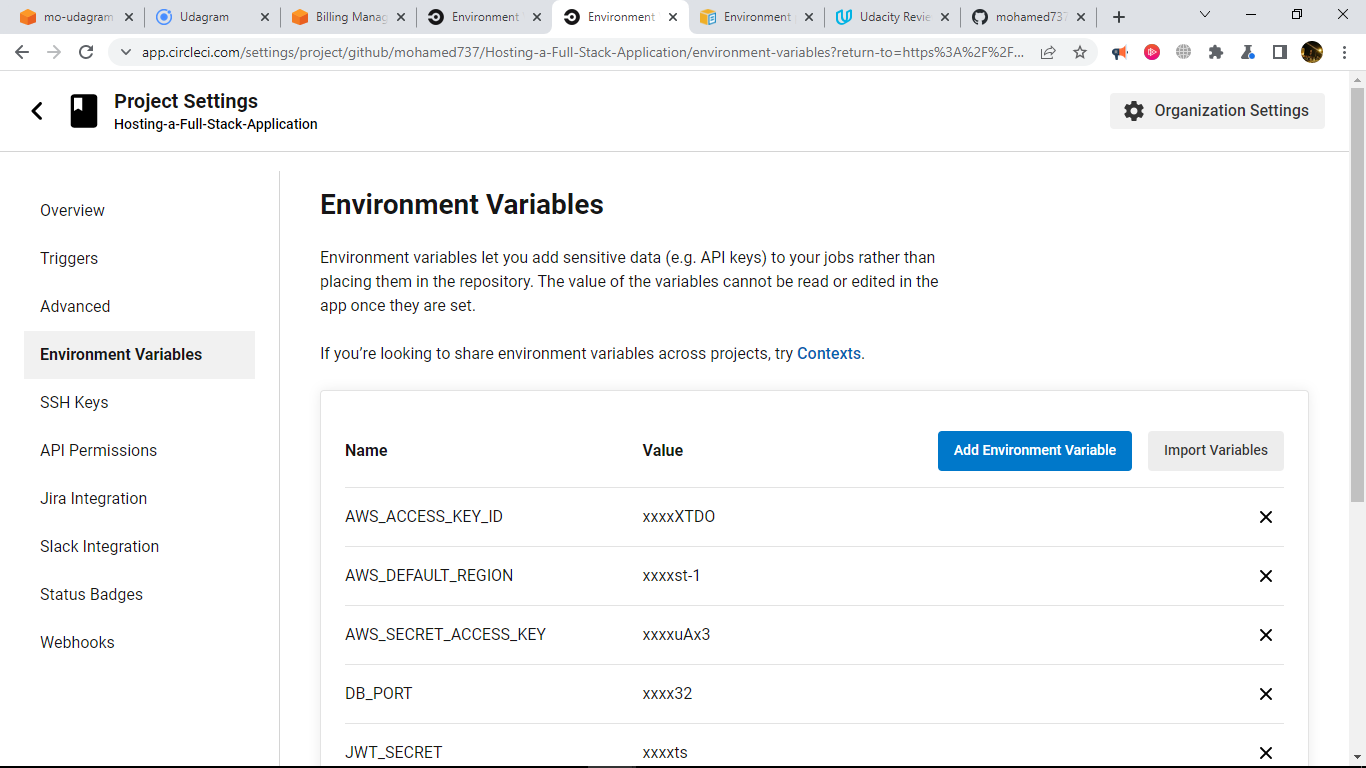 mo-udagram
Udagram
Billing Manag
Environment
Environment
Environment
Udacity Revie
mohamed737
app.circleci.com/settings/project/github/mohamed737/Hosting-a-Full-Stack-Application/environment-variables?return-to=https%3A%2F%2F...
Project Settings
Hosting-a-Full-Stack-Application
Organization Settings
Overview
Triggers
Advanced
Environment Variables
SSH Keys
API Permissions
Jira Integration
Slack Integration
Status Badges
Webhooks
Environment Variables
Environment variables let you add sensitive data (e.g. API keys) to your jobs rather than
placing them in the repository. The value of the variables cannot be read or edited in the
app once they are set.
If you’re looking to share environment variables across projects, try Contexts.
Name Value Add Environment Variable Import Variables
AWS_ACCESS_KEY_ID xxxxXTDO
AWS_DEFAULT_REGION xxxxst-1
AWS_SECRET_ACCESS_KEY xxxxuAx3
DB_PORT xxxx32
JWT_SECRET xxxxts